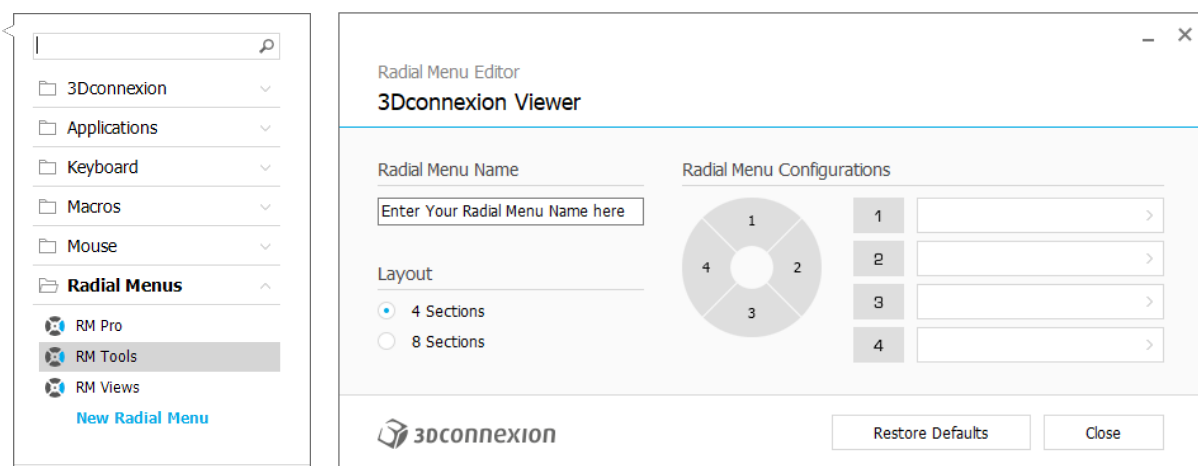 3Dconnexion
Applications
Keyboard
Macros
Mouse
Radial Menus
RM Pro
RM Tools
RM Views
New Radial Menu
Radial Menu Editor
3Dconnexion Viewer
Radial Menu Name
Enter Your Radial Menu Name here
Layout
4 Sections
8 Sections
Radial Menu Configurations
1
2
3
4
1
2
3
4
3Dconnexion
Restore Defaults
Close